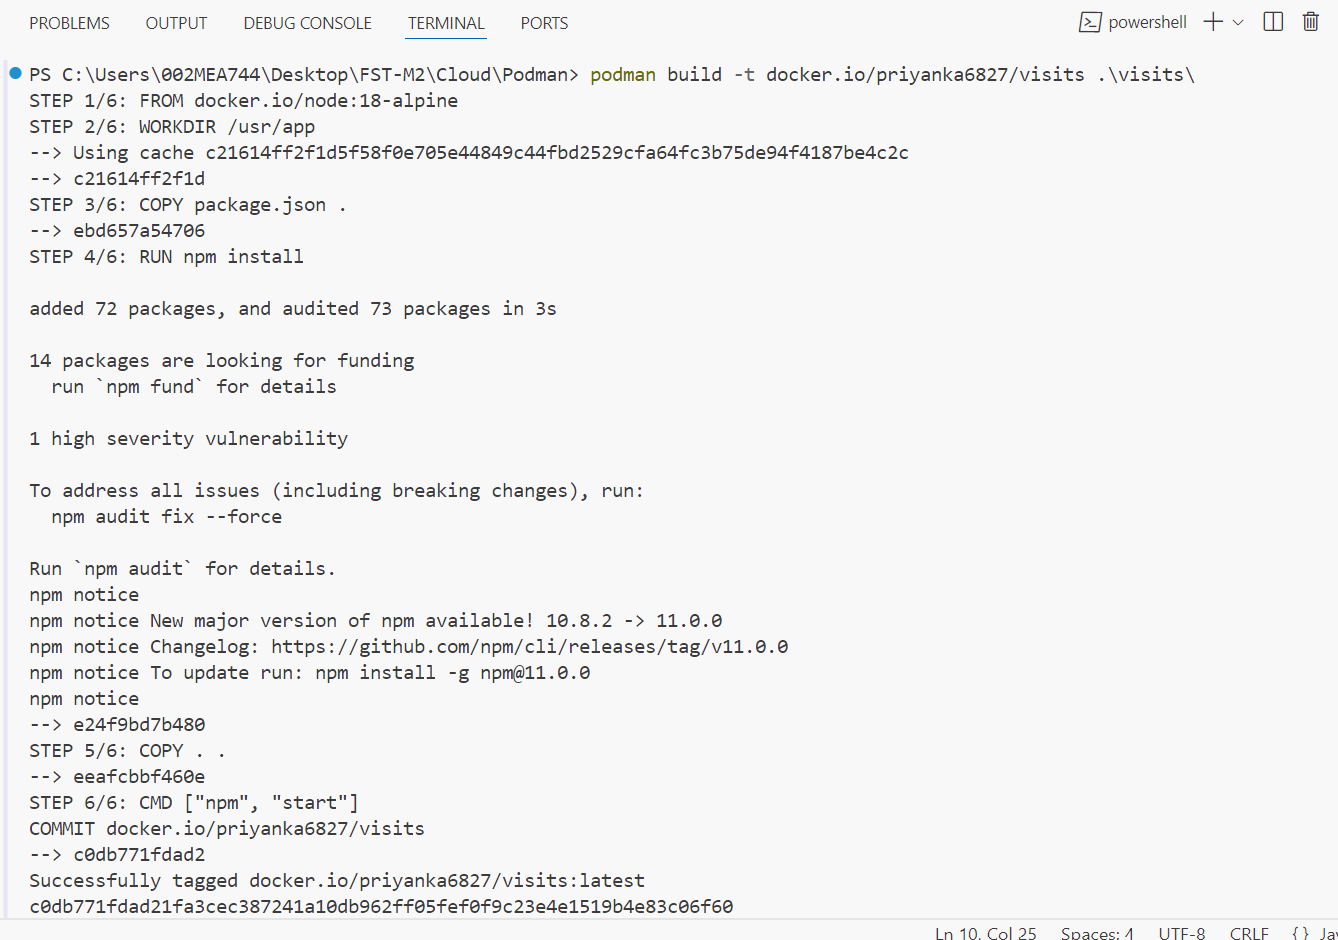 PROBLEMS OUTPUT DEBUG CONSOLE TERMINAL PORTS powershell
PS C:\Users\002MEA744\Desktop\FST-M2\Cloud\Podman> podman build -t docker.io/priyanka6827/visits .\visits\
STEP 1/6: FROM docker.io/node:18-alpine
STEP 2/6: WORKDIR /usr/app
--> Using cache c21614ff2f1d5f58f0e705e44849c44fbd2529cfa64fc3b75de94f4187be4c2c
--> c21614ff2f1d
STEP 3/6: COPY package.json .
--> ebd657a54706
STEP 4/6: RUN npm install
added 72 packages, and audited 73 packages in 3s
14 packages are looking for funding
run `npm fund` for details
1 high severity vulnerability
To address all issues (including breaking changes), run:
npm audit fix --force
Run `npm audit` for details.
npm notice
npm notice New major version of npm available! 10.8.2 -> 11.0.0
npm notice Changelog: https://github.com/npm/cli/releases/tag/v11.0.0
npm notice To update run: npm install -g npm@11.0.0
npm notice
--> e24f9bd7b480
STEP 5/6: COPY . .
--> eeafcbbf460e
STEP 6/6: CMD ["npm", "start"]
COMMIT docker.io/priyanka6827/visits
--> c0db771fdad2
Successfully tagged docker.io/priyanka6827/visits:latest
c0db771fdad21fa3cec387241a10db962ff05fef0f9c23e4e1519b4e83c06f60
Ln 10, Col 25 Spaces: 4 UTF-8 CRLF {} Ja